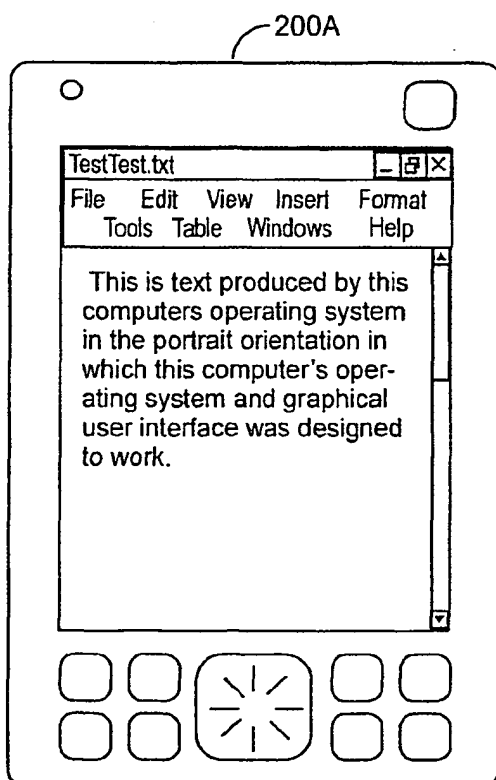 200A
TestTest.txt
File Edit View Insert Format
Tools Table Windows Help
This is text produced by this
computers operating system
in the portrait orientation in
which this computer's oper-
ating system and graphical
user interface was designed
to work.